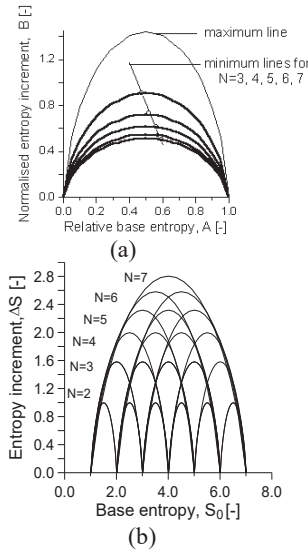 Normalised entropy increment, B [-]
maximum line
minimum lines for
N=3, 4, 5, 6, 7
1.2
0.8
0.4
0.0
0.0 0.2 0.4 0.6 0.8 1.0
Relative base entropy, A [-]
(a)
Entropy increment,ΔS [-]
2.8
2.4
2.0
1.6
1.2
0.8
0.4
0.0
N=7
N=6
N=5
N=4
N=3
N=2
0.0 2.0 4.0 6.0 8.0
Base entropy, S₀ [-]
(b)